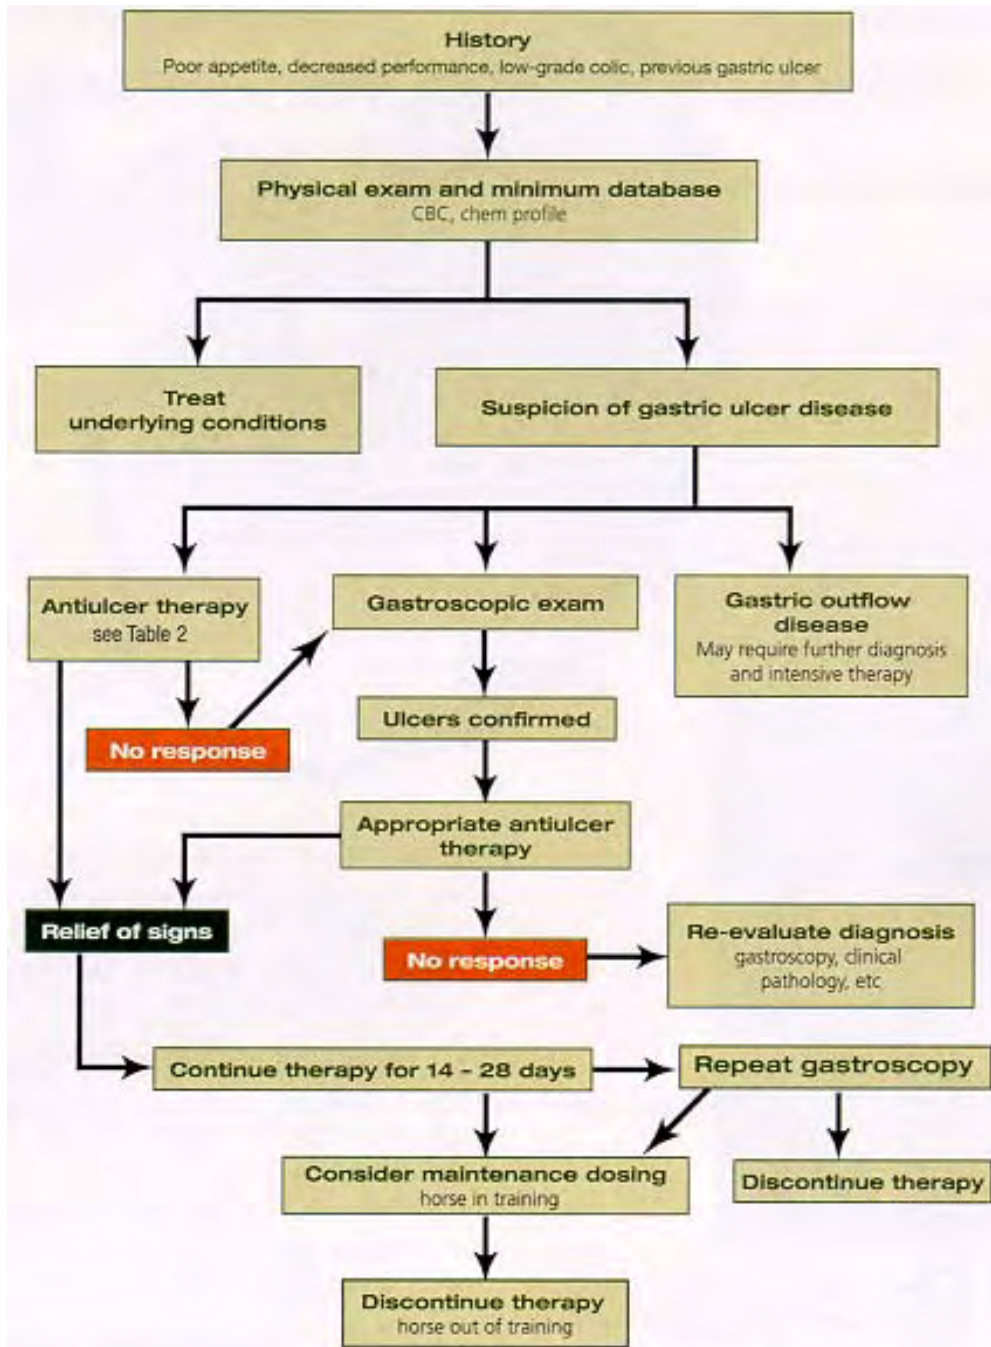 History
Poor appetite, decreased performance, low-grade colic, previous gastric ulcer
Physical exam and minimum database
CBC, chem profile
Treat
underlying conditions
Suspicion of gastric ulcer disease
Antiulcer therapy
see Table 2
Gastroscopic exam
Gastric outflow
disease
May require further diagnosis
and intensive therapy
No response
Ulcers confirmed
Appropriate antiulcer
therapy
Relief of signs
No response
Re-evaluate diagnosis
gastroscopy, clinical
pathology, etc
Continue therapy for 14 - 28 days
Repeat gastroscopy
Consider maintenance dosing
horse in training
Discontinue therapy
Discontinue therapy
horse out of training